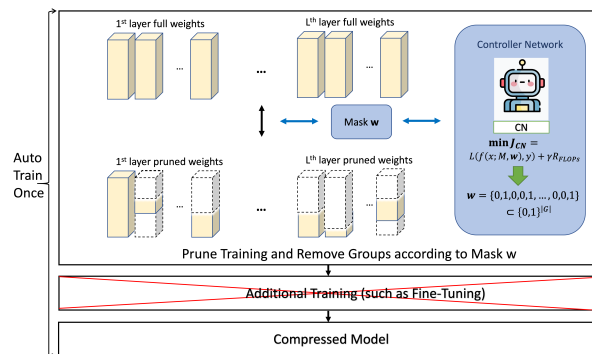 1st layer full weights
Lth layer full weights
...
...
...
Controller Network
CN
min J_CN =
L(f(x; M, w), y) + γR_FLOPs
w = {0,1,0,0,1, … , 0,0,1}
⊂ {0,1}^|G|
Mask w
Auto
Train
Once
1st layer pruned weights
Lth layer pruned weights
...
...
...
Prune Training and Remove Groups according to Mask w
Additional Training (such as Fine-Tuning)
Compressed Model